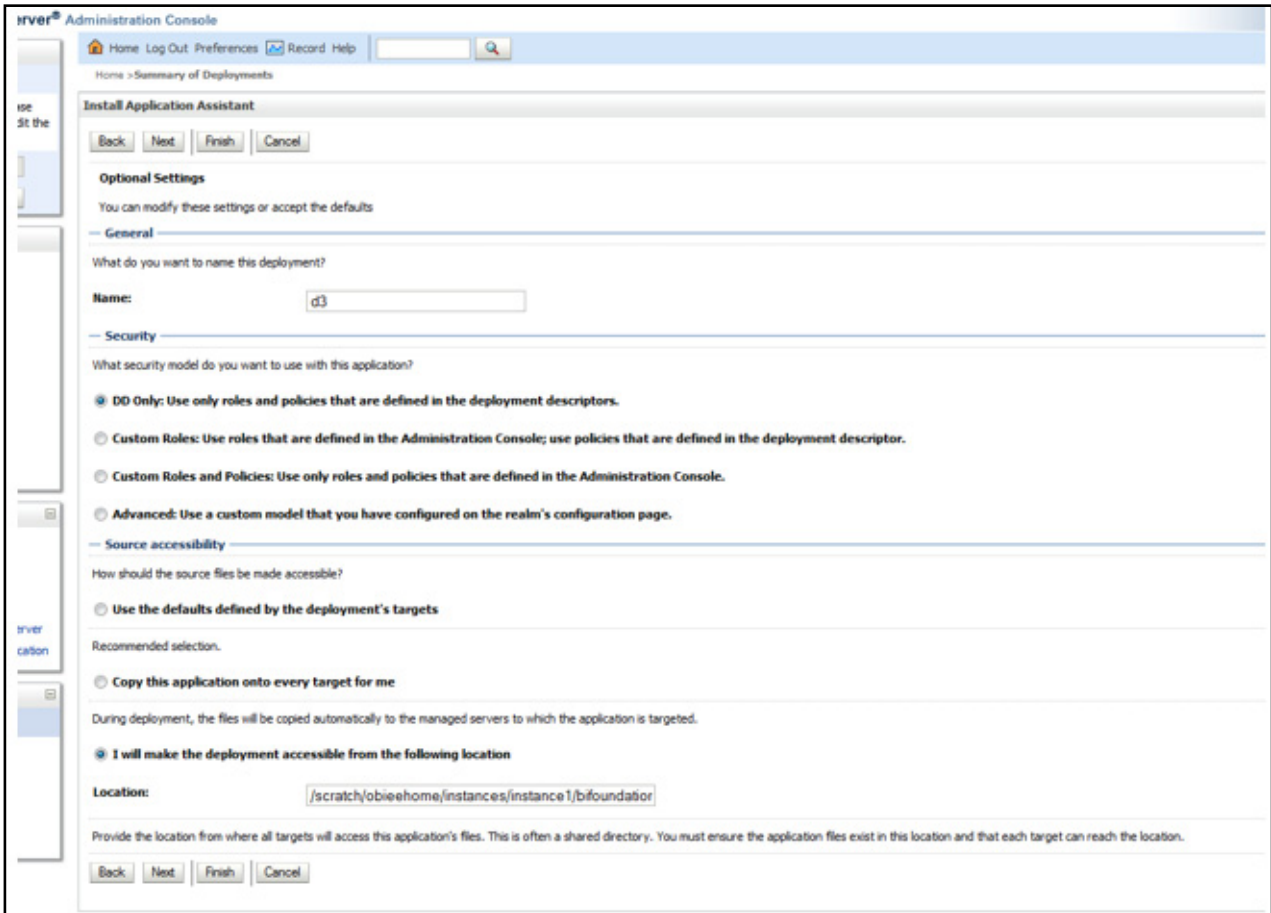 erver® Administration Console
Home Log Out Preferences Record Help
Home >Summary of Deployments
Install Application Assistant
Back Next Finish Cancel
dit the
Optional Settings
You can modify these settings or accept the defaults
General
What do you want to name this deployment?
Name: d3
Security
What security model do you want to use with this application?
DD Only: Use only roles and policies that are defined in the deployment descriptors.
Custom Roles: Use roles that are defined in the Administration Console; use policies that are defined in the deployment descriptor.
Custom Roles and Policies: Use only roles and policies that are defined in the Administration Console.
Advanced: Use a custom model that you have configured on the realm's configuration page.
Source accessibility
How should the source files be made accessible?
Use the defaults defined by the deployment's targets
erver
Recommended selection.
cation
Copy this application onto every target for me
During deployment, the files will be copied automatically to the managed servers to which the application is targeted.
I will make the deployment accessible from the following location
Location: /scratch/obieehome/instances/instance1/bifoundation
Provide the location from where all targets will access this application's files. This is often a shared directory. You must ensure the application files exist in this location and that each target can reach the location.
Back Next Finish Cancel